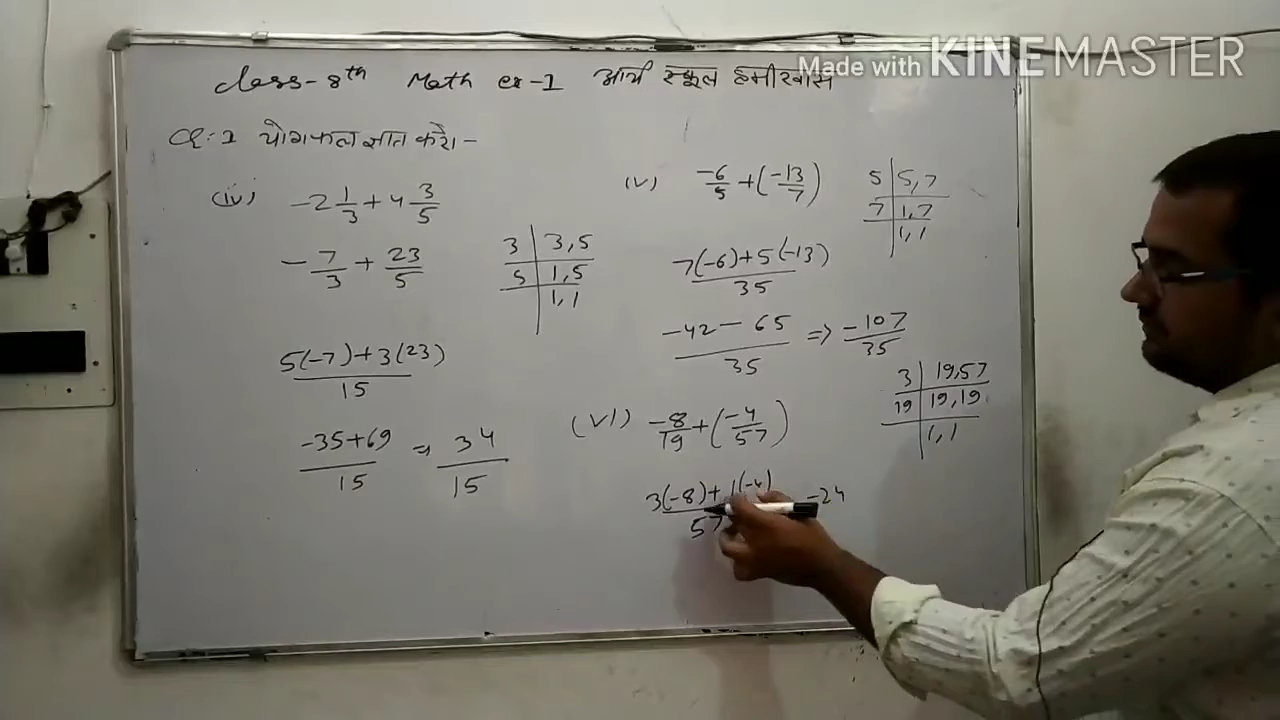 Made with KINEMASTER
Class-8th Math ex-1 आर्य स्कूल हमीरवास
Q:1 योगफल ज्ञात करो-
(iv) -2 1/3 + 4 3/5
-7/3 + 23/5
3 | 3,5
5 | 1,5
1,1
5(-7)+3(23)/15
-35+69/15 => 34/15
(v) -6/5 + (-13/7)
5 | 5,7
7 | 1,7
1,1
7(-6)+5(-13)/35
-42-65/35 => -107/35
(VI) -8/19 + (-4/57)
3 | 19,57
19 | 19,19
1,1
3(-8)+1(-4)/57 -24